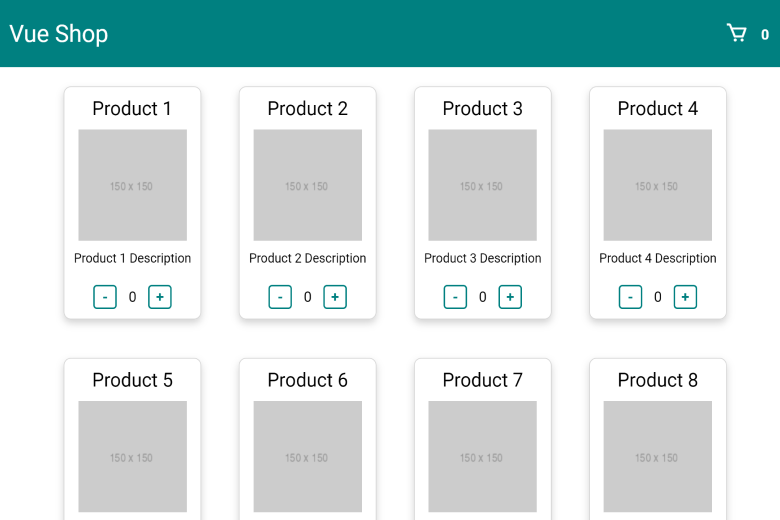 Vue Shop
0
Product 1
Product 2
Product 3
Product 4
150 x 150
150 x 150
150 x 150
150 x 150
Product 1 Description
Product 2 Description
Product 3 Description
Product 4 Description
- 0 +
- 0 +
- 0 +
- 0 +
Product 5
Product 6
Product 7
Product 8
150 x 150
150 x 150
150 x 150
150 x 150